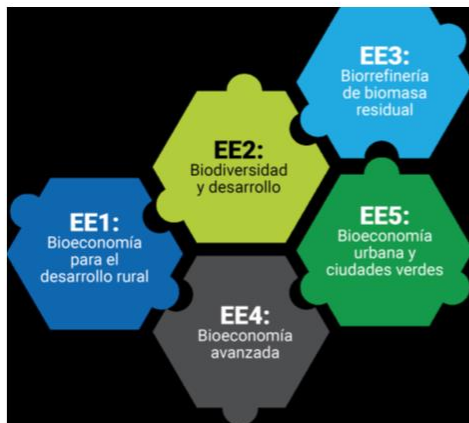 EE3:
Biorrefinería
de biomasa
residual
EE2:
Biodiversidad
y desarrollo
EE1:
Bioeconomía
para el
desarrollo rural
EE5:
Bioeconomía
urbana y
ciudades verdes
EE4:
Bioeconomía
avanzada